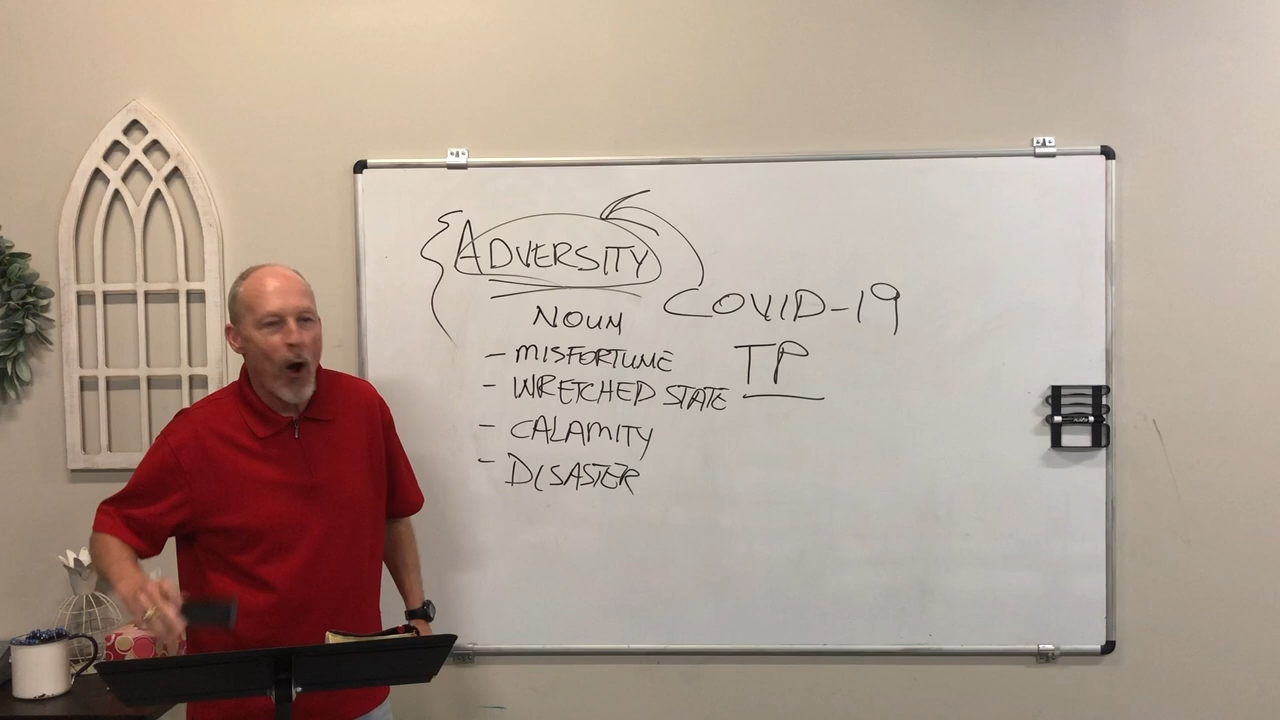 ADVERSITY
NOUN
COVID-19
- MISFORTUNE
TP
- WRETCHED STATE
- CALAMITY
- DISASTER